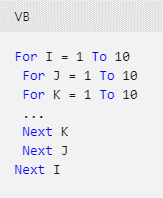 VB
For I = 1 To 10
For J = 1 To 10
For K = 1 To 10
...
Next K
Next J
Next I